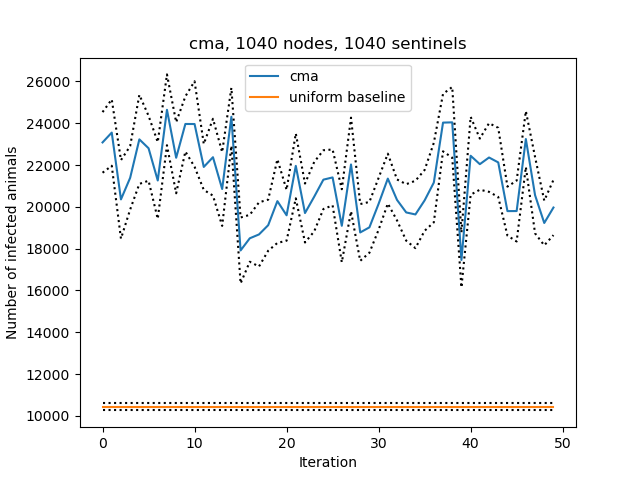 cma, 1040 nodes, 1040 sentinels
cma
uniform baseline
Number of infected animals
26000
24000
22000
20000
18000
16000
14000
12000
10000
0 10 20 30 40 50
Iteration